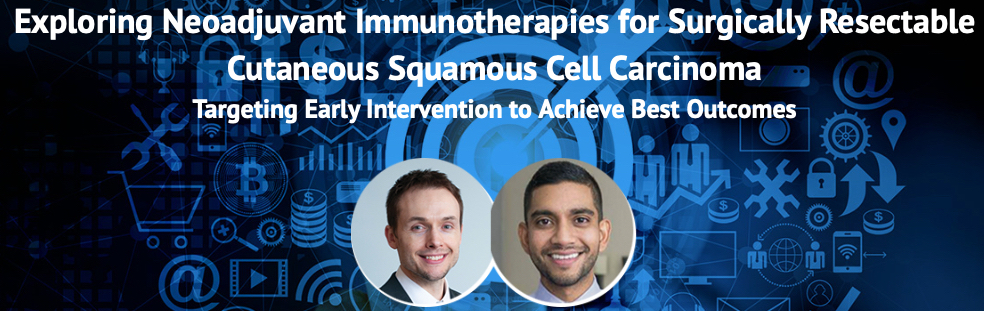 Exploring Neoadjuvant Immunotherapies for Surgically Resectable
Cutaneous Squamous Cell Carcinoma
Targeting Early Intervention to Achieve Best Outcomes